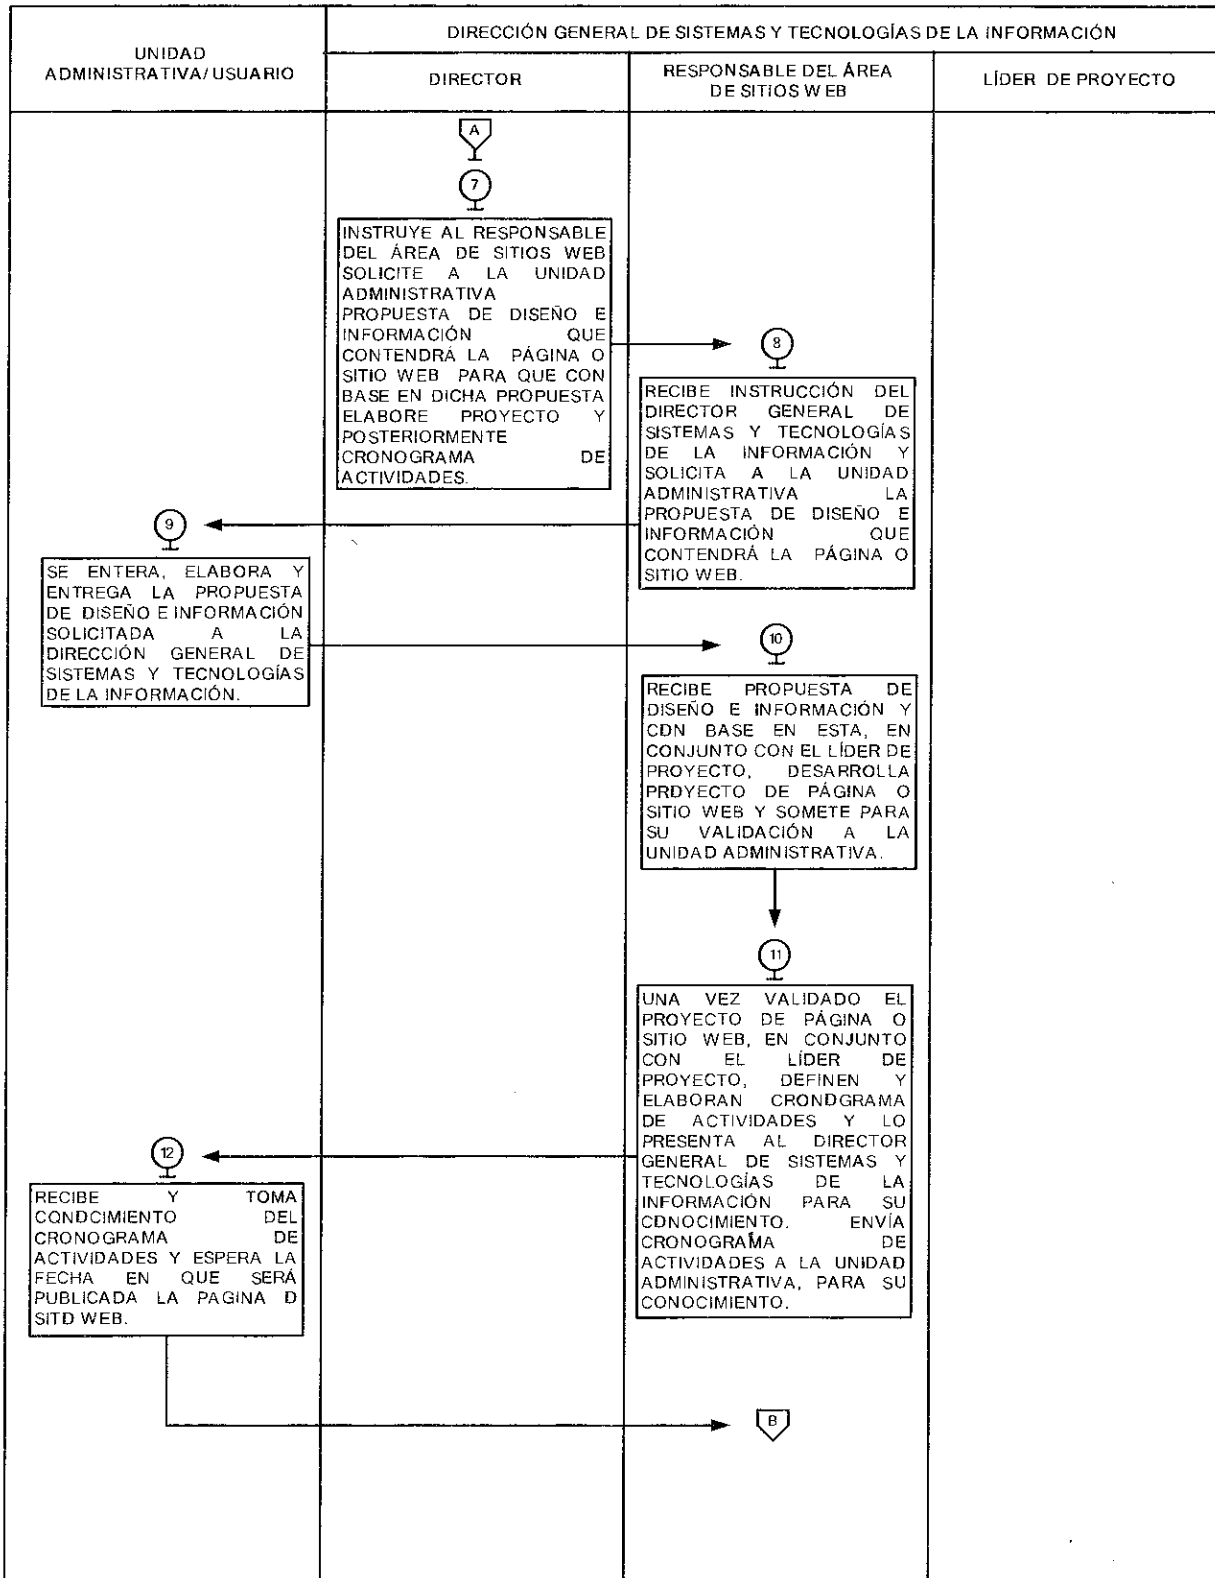 UNIDAD
ADMINISTRATIVA/USUARIO
DIRECCIÓN GENERAL DE SISTEMAS Y TECNOLOGÍAS DE LA INFORMACIÓN
DIRECTOR
RESPONSABLE DEL ÁREA
DE SITIOS WEB
LÍDER DE PROYECTO
A
7
INSTRUYE AL RESPONSABLE
DEL ÁREA DE SITIOS WEB
SOLICITE A LA UNIDAD
ADMINISTRATIVA
PROPUESTA DE DISEÑO E
INFORMACIÓN QUE
CONTENDRÁ LA PÁGINA O
SITIO WEB PARA QUE CON
BASE EN DICHA PROPUESTA
ELABORE PROYECTO Y
POSTERIORMENTE
CRONOGRAMA DE
ACTIVIDADES.
8
RECIBE INSTRUCCIÓN DEL
DIRECTOR GENERAL DE
SISTEMAS Y TECNOLOGÍAS
DE LA INFORMACIÓN Y
SOLICITA A LA UNIDAD
ADMINISTRATIVA LA
PROPUESTA DE DISEÑO E
INFORMACIÓN QUE
CONTENDRÁ LA PÁGINA O
SITIO WEB.
9
SE ENTERA, ELABORA Y
ENTREGA LA PROPUESTA
DE DISEÑO E INFORMACIÓN
SOLICITADA A LA
DIRECCIÓN GENERAL DE
SISTEMAS Y TECNOLOGÍAS
DE LA INFORMACIÓN.
10
RECIBE PROPUESTA DE
DISEÑO E INFORMACIÓN Y
CDN BASE EN ESTA, EN
CONJUNTO CON EL LÍDER DE
PROYECTO, DESARROLLA
PRDYECTO DE PÁGINA O
SITIO WEB Y SOMETE PARA
SU VALIDACIÓN A LA
UNIDAD ADMINISTRATIVA.
11
UNA VEZ VALIDADO EL
PROYECTO DE PÁGINA O
SITIO WEB, EN CONJUNTO
CON EL LÍDER DE
PROYECTO, DEFINEN Y
ELABORAN CRONDGRAMA
DE ACTIVIDADES Y LO
PRESENTA AL DIRECTOR
GENERAL DE SISTEMAS Y
TECNOLOGÍAS DE LA
INFORMACIÓN PARA SU
CDNOCIMIENTO. ENVÍA
CRONOGRAMA DE
ACTIVIDADES A LA UNIDAD
ADMINISTRATIVA, PARA SU
CONOCIMIENTO.
12
RECIBE Y TOMA
CONDCIMIENTO DEL
CRONOGRAMA DE
ACTIVIDADES Y ESPERA LA
FECHA EN QUE SERÁ
PUBLICADA LA PAGINA D
SITD WEB.
B